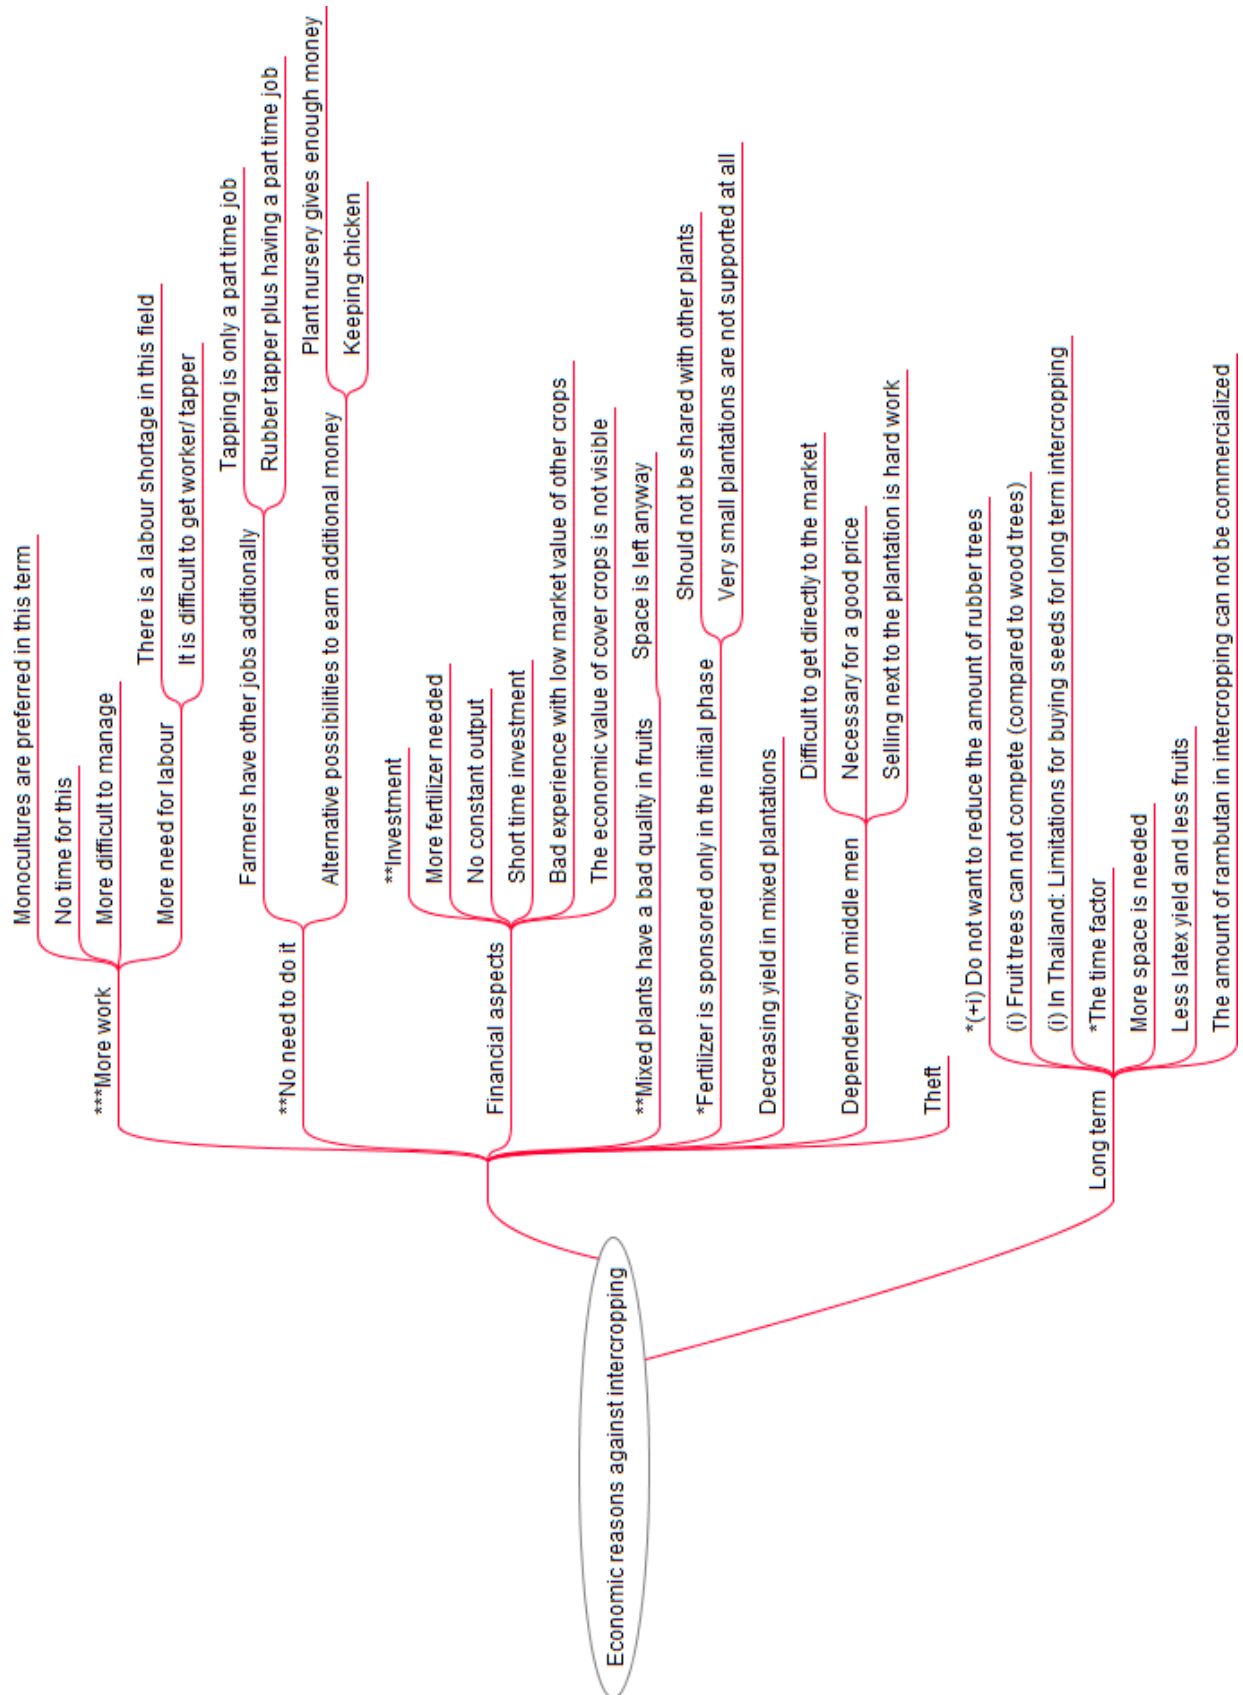 Economic reasons against intercropping
***More work
Monocultures are preferred in this term
No time for this
More difficult to manage
More need for labour
There is a labour shortage in this field
It is difficult to get worker/ tapper
**No need to do it
Farmers have other jobs additionally
Tapping is only a part time job
Rubber tapper plus having a part time job
Alternative possibilities to earn additional money
Plant nursery gives enough money
Keeping chicken
Financial aspects
**Investment
More fertilizer needed
No constant output
Short time investment
Bad experience with low market value of other crops
The economic value of cover crops is not visible
**Mixed plants have a bad quality in fruits
Space is left anyway
*Fertilizer is sponsored only in the initial phase
Should not be shared with other plants
Very small plantations are not supported at all
Decreasing yield in mixed plantations
Dependency on middle men
Difficult to get directly to the market
Necessary for a good price
Selling next to the plantation is hard work
Theft
Long term
*(+i) Do not want to reduce the amount of rubber trees
(i) Fruit trees can not compete (compared to wood trees)
(i) In Thailand: Limitations for buying seeds for long term intercropping
*The time factor
More space is needed
Less latex yield and less fruits
The amount of rambutan in intercropping can not be commercialized